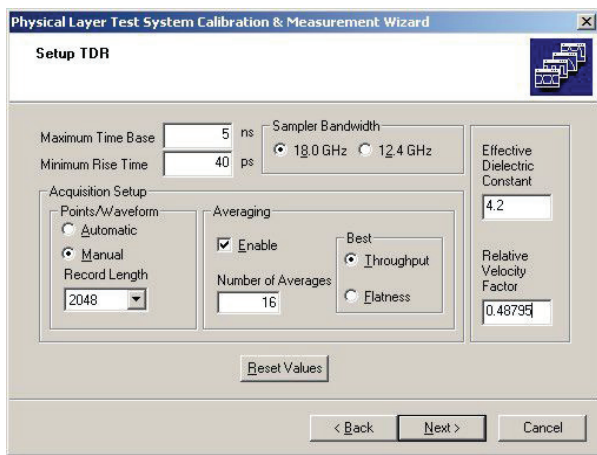 Physical Layer Test System Calibration & Measurement Wizard
Setup TDR
Maximum Time Base 5 ns
Minimum Rise Time 40 ps
Sampler Bandwidth
18.0 GHz 12.4 GHz
Effective
Dielectric
Constant
4.2
Relative
Velocity
Factor
0.48795
Acquisition Setup
Points/Waveform
Automatic
Manual
Record Length
2048
Averaging
Enable
Number of Averages
16
Best
Throughput
Flatness
Reset Values
< Back Next > Cancel